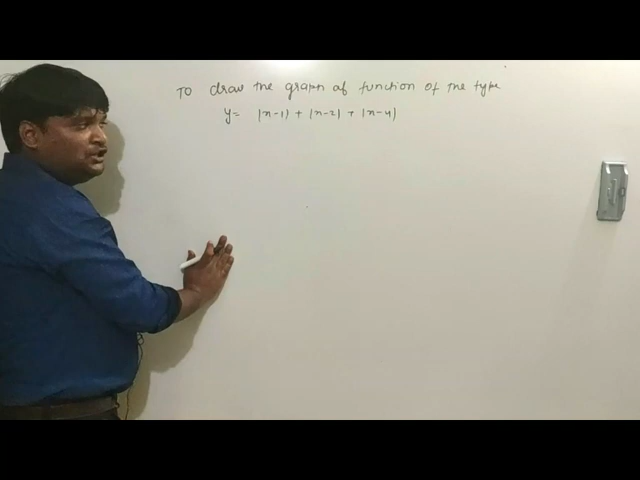 To draw the graph of function of the type
y= |x-1| + |x-2| + |x-4|